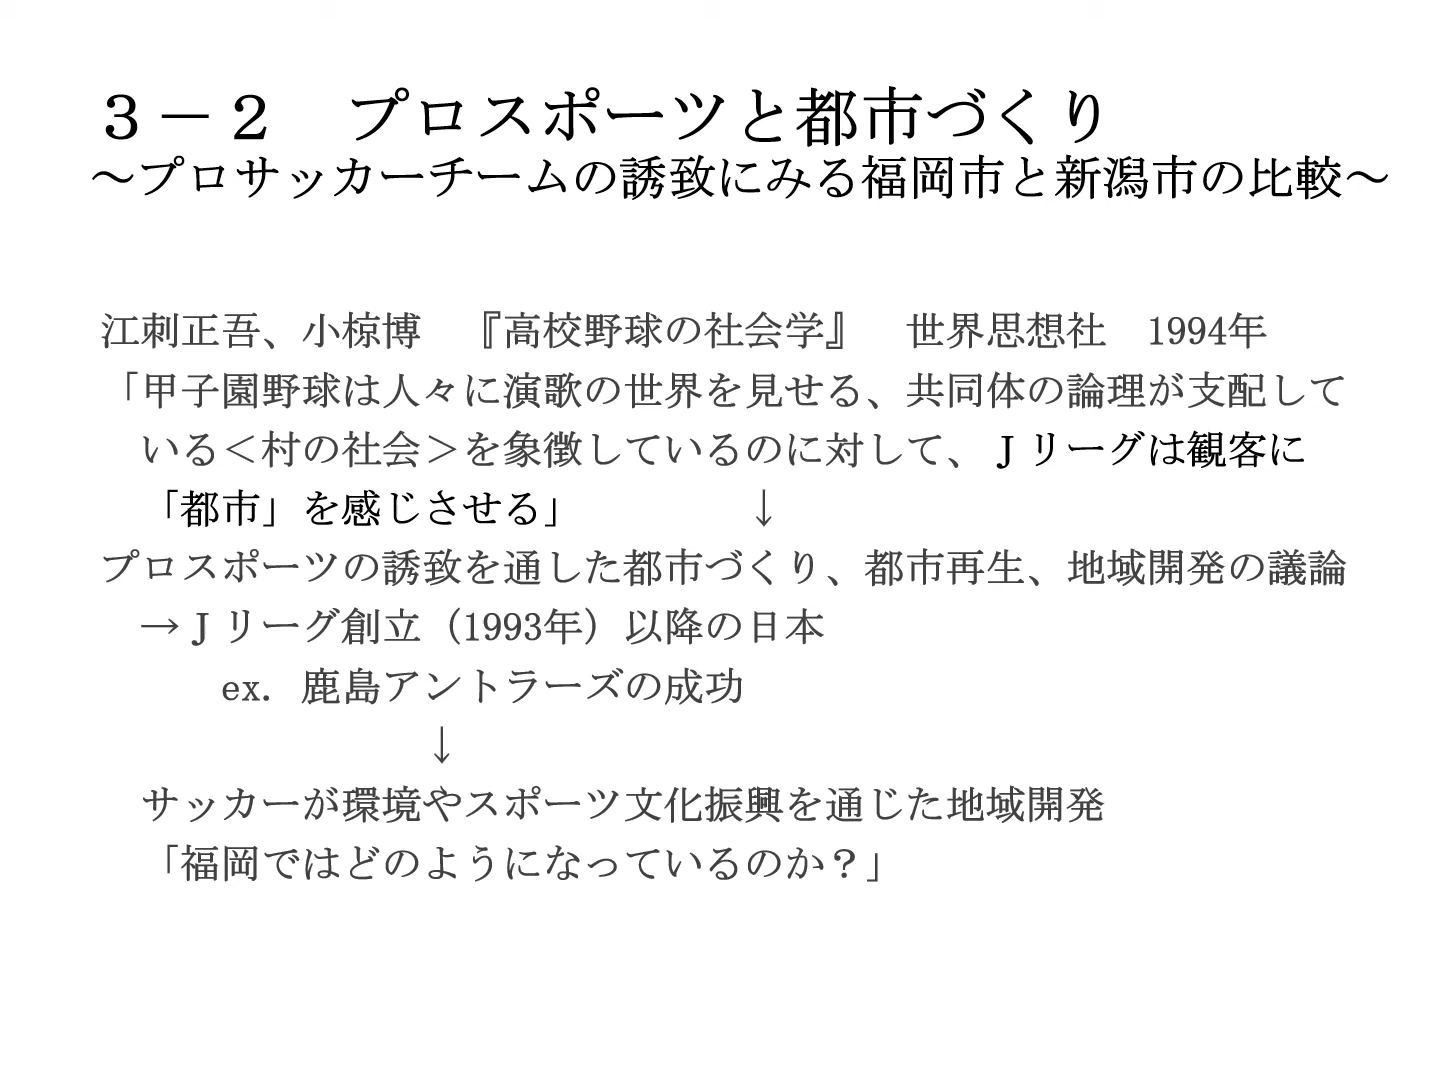 ３－２　プロスポーツと都市づくり
～プロサッカーチームの誘致にみる福岡市と新潟市の比較～
江刺正吾、小椋博　『高校野球の社会学』　世界思想社　1994年
「甲子園野球は人々に演歌の世界を見せる、共同体の論理が支配して
いる＜村の社会＞を象徴しているのに対して、Ｊリーグは観客に
「都市」を感じさせる」　　　　　↓
プロスポーツの誘致を通した都市づくり、都市再生、地域開発の議論
→Ｊリーグ創立（1993年）以降の日本
ex. 鹿島アントラーズの成功
↓
サッカーが環境やスポーツ文化振興を通じた地域開発
「福岡ではどのようになっているのか？」